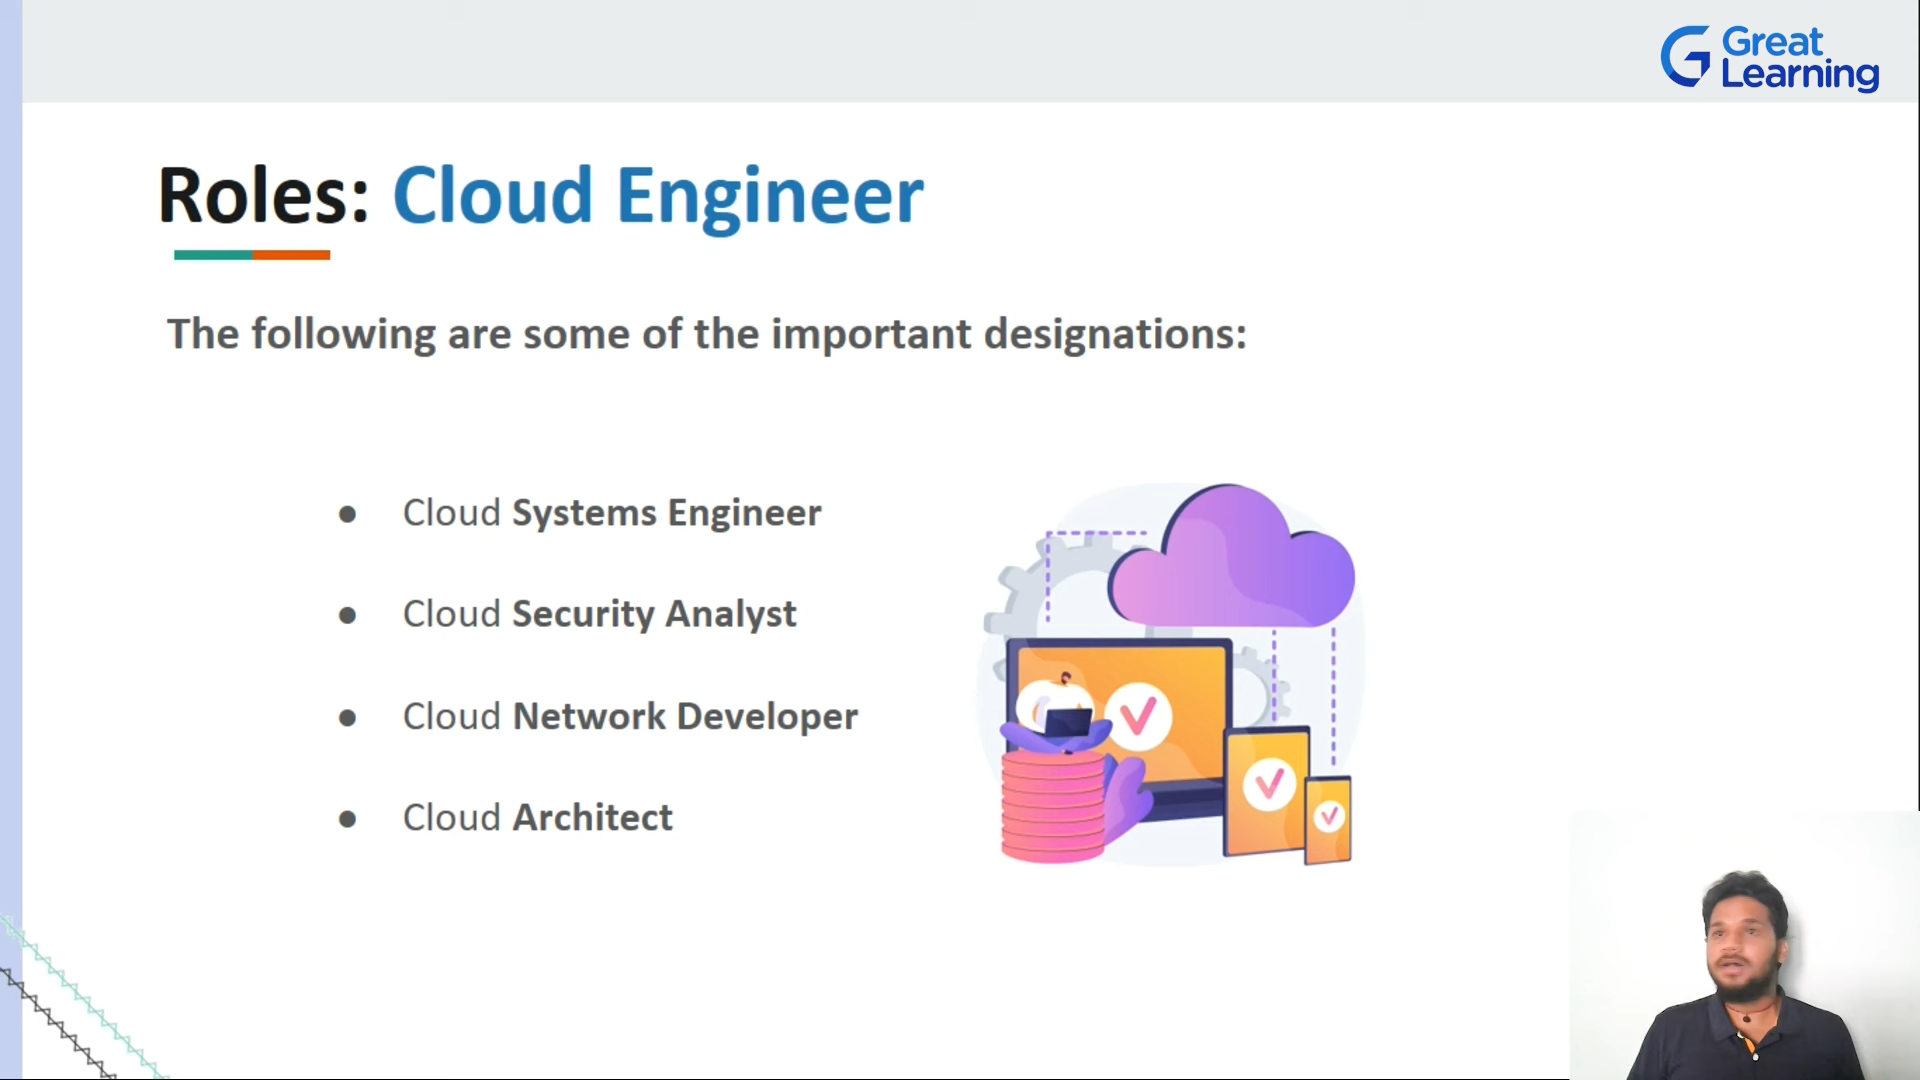 Great
Learning
Roles: Cloud Engineer
The following are some of the important designations:
● Cloud Systems Engineer
● Cloud Security Analyst
● Cloud Network Developer
● Cloud Architect